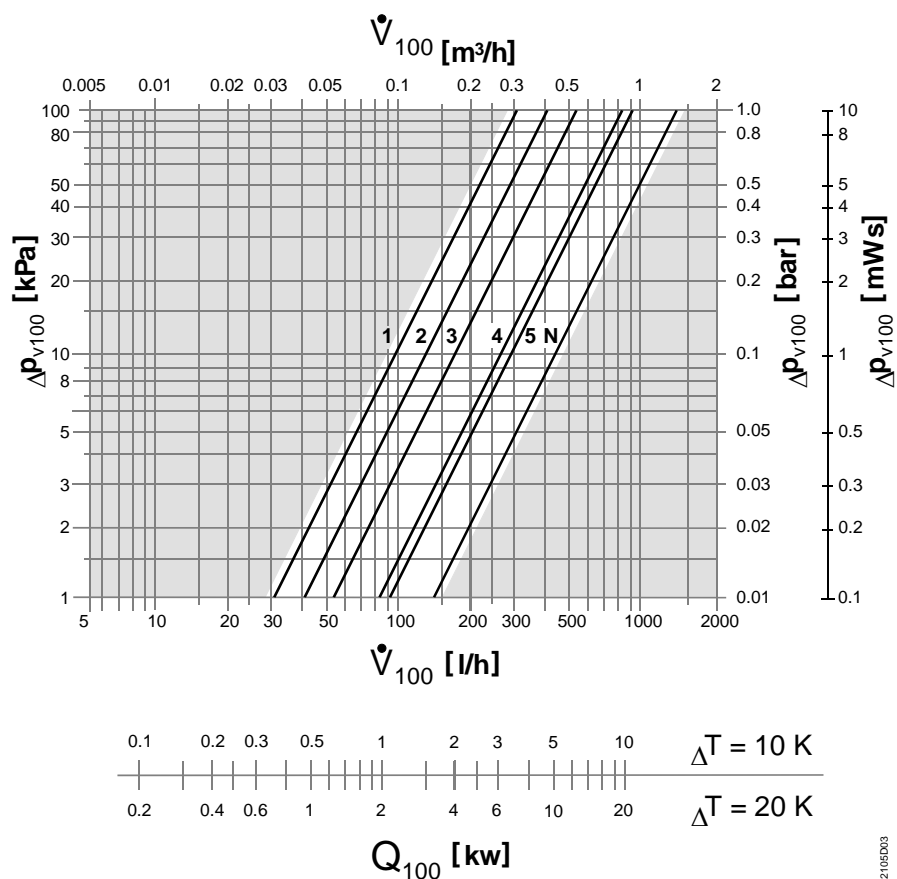 V̇100 [m³/h]
0.005 0.01 0.02 0.03 0.05 0.1 0.2 0.3 0.5 1 2
100 1.0 10
80 0.8 8
50 0.5 5
40 0.4 4
30 0.3 3
20 0.2 2
Δpv100 [kPa]
Δpv100 [bar]
Δpv100 [mWs]
1 2 3 4 5 N
10 0.1 1
8
5 0.05 0.5
3 0.03 0.3
2 0.02 0.2
1 0.01 0.1
5 10 20 30 50 100 200 300 500 1000 2000
V̇100 [l/h]
0.1 0.2 0.3 0.5 1 2 3 5 10 ΔT = 10 K
0.2 0.4 0.6 1 2 4 6 10 20 ΔT = 20 K
Q100 [kw]
2105D03